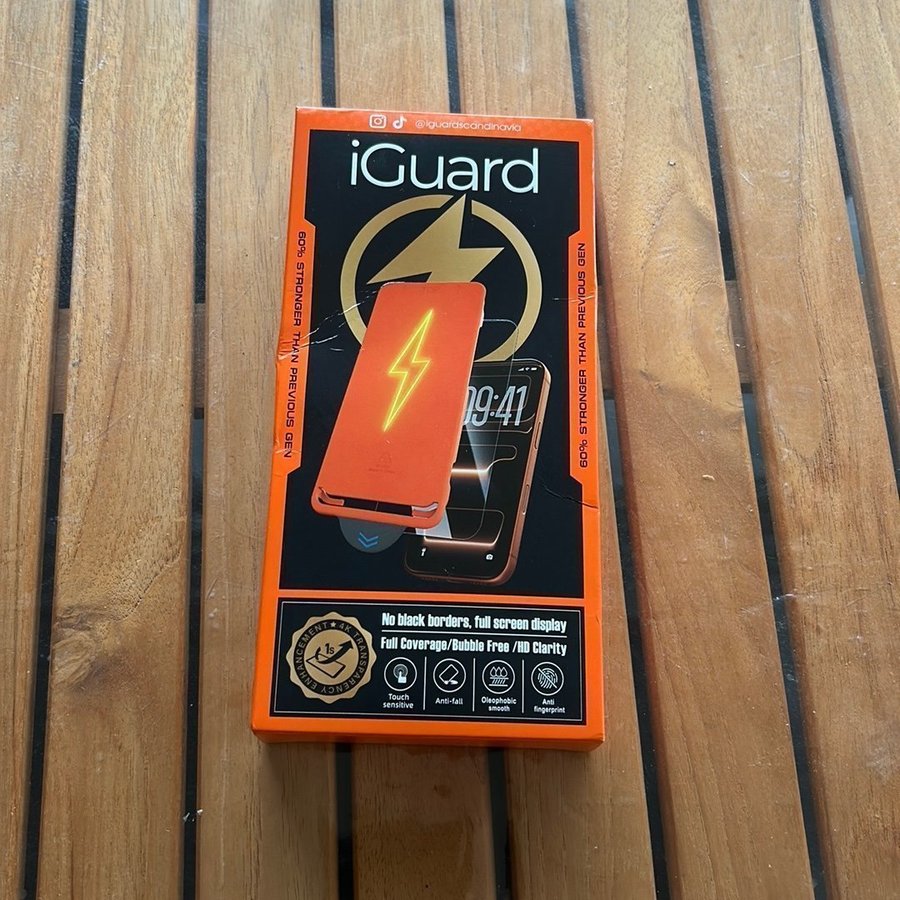 @iguardscandinavia
iGuard
60% STRONGER THAN PREVIOUS GEN
60% STRONGER THAN PREVIOUS GEN
09:41
No black borders, full screen display
Full Coverage/Bubble Free /HD Clarity
4K TRANSPARENCY ENHANCEMENT
1s
Touch
sensitive
Anti-fall
Oleophobic
smooth
Anti
fingerprint